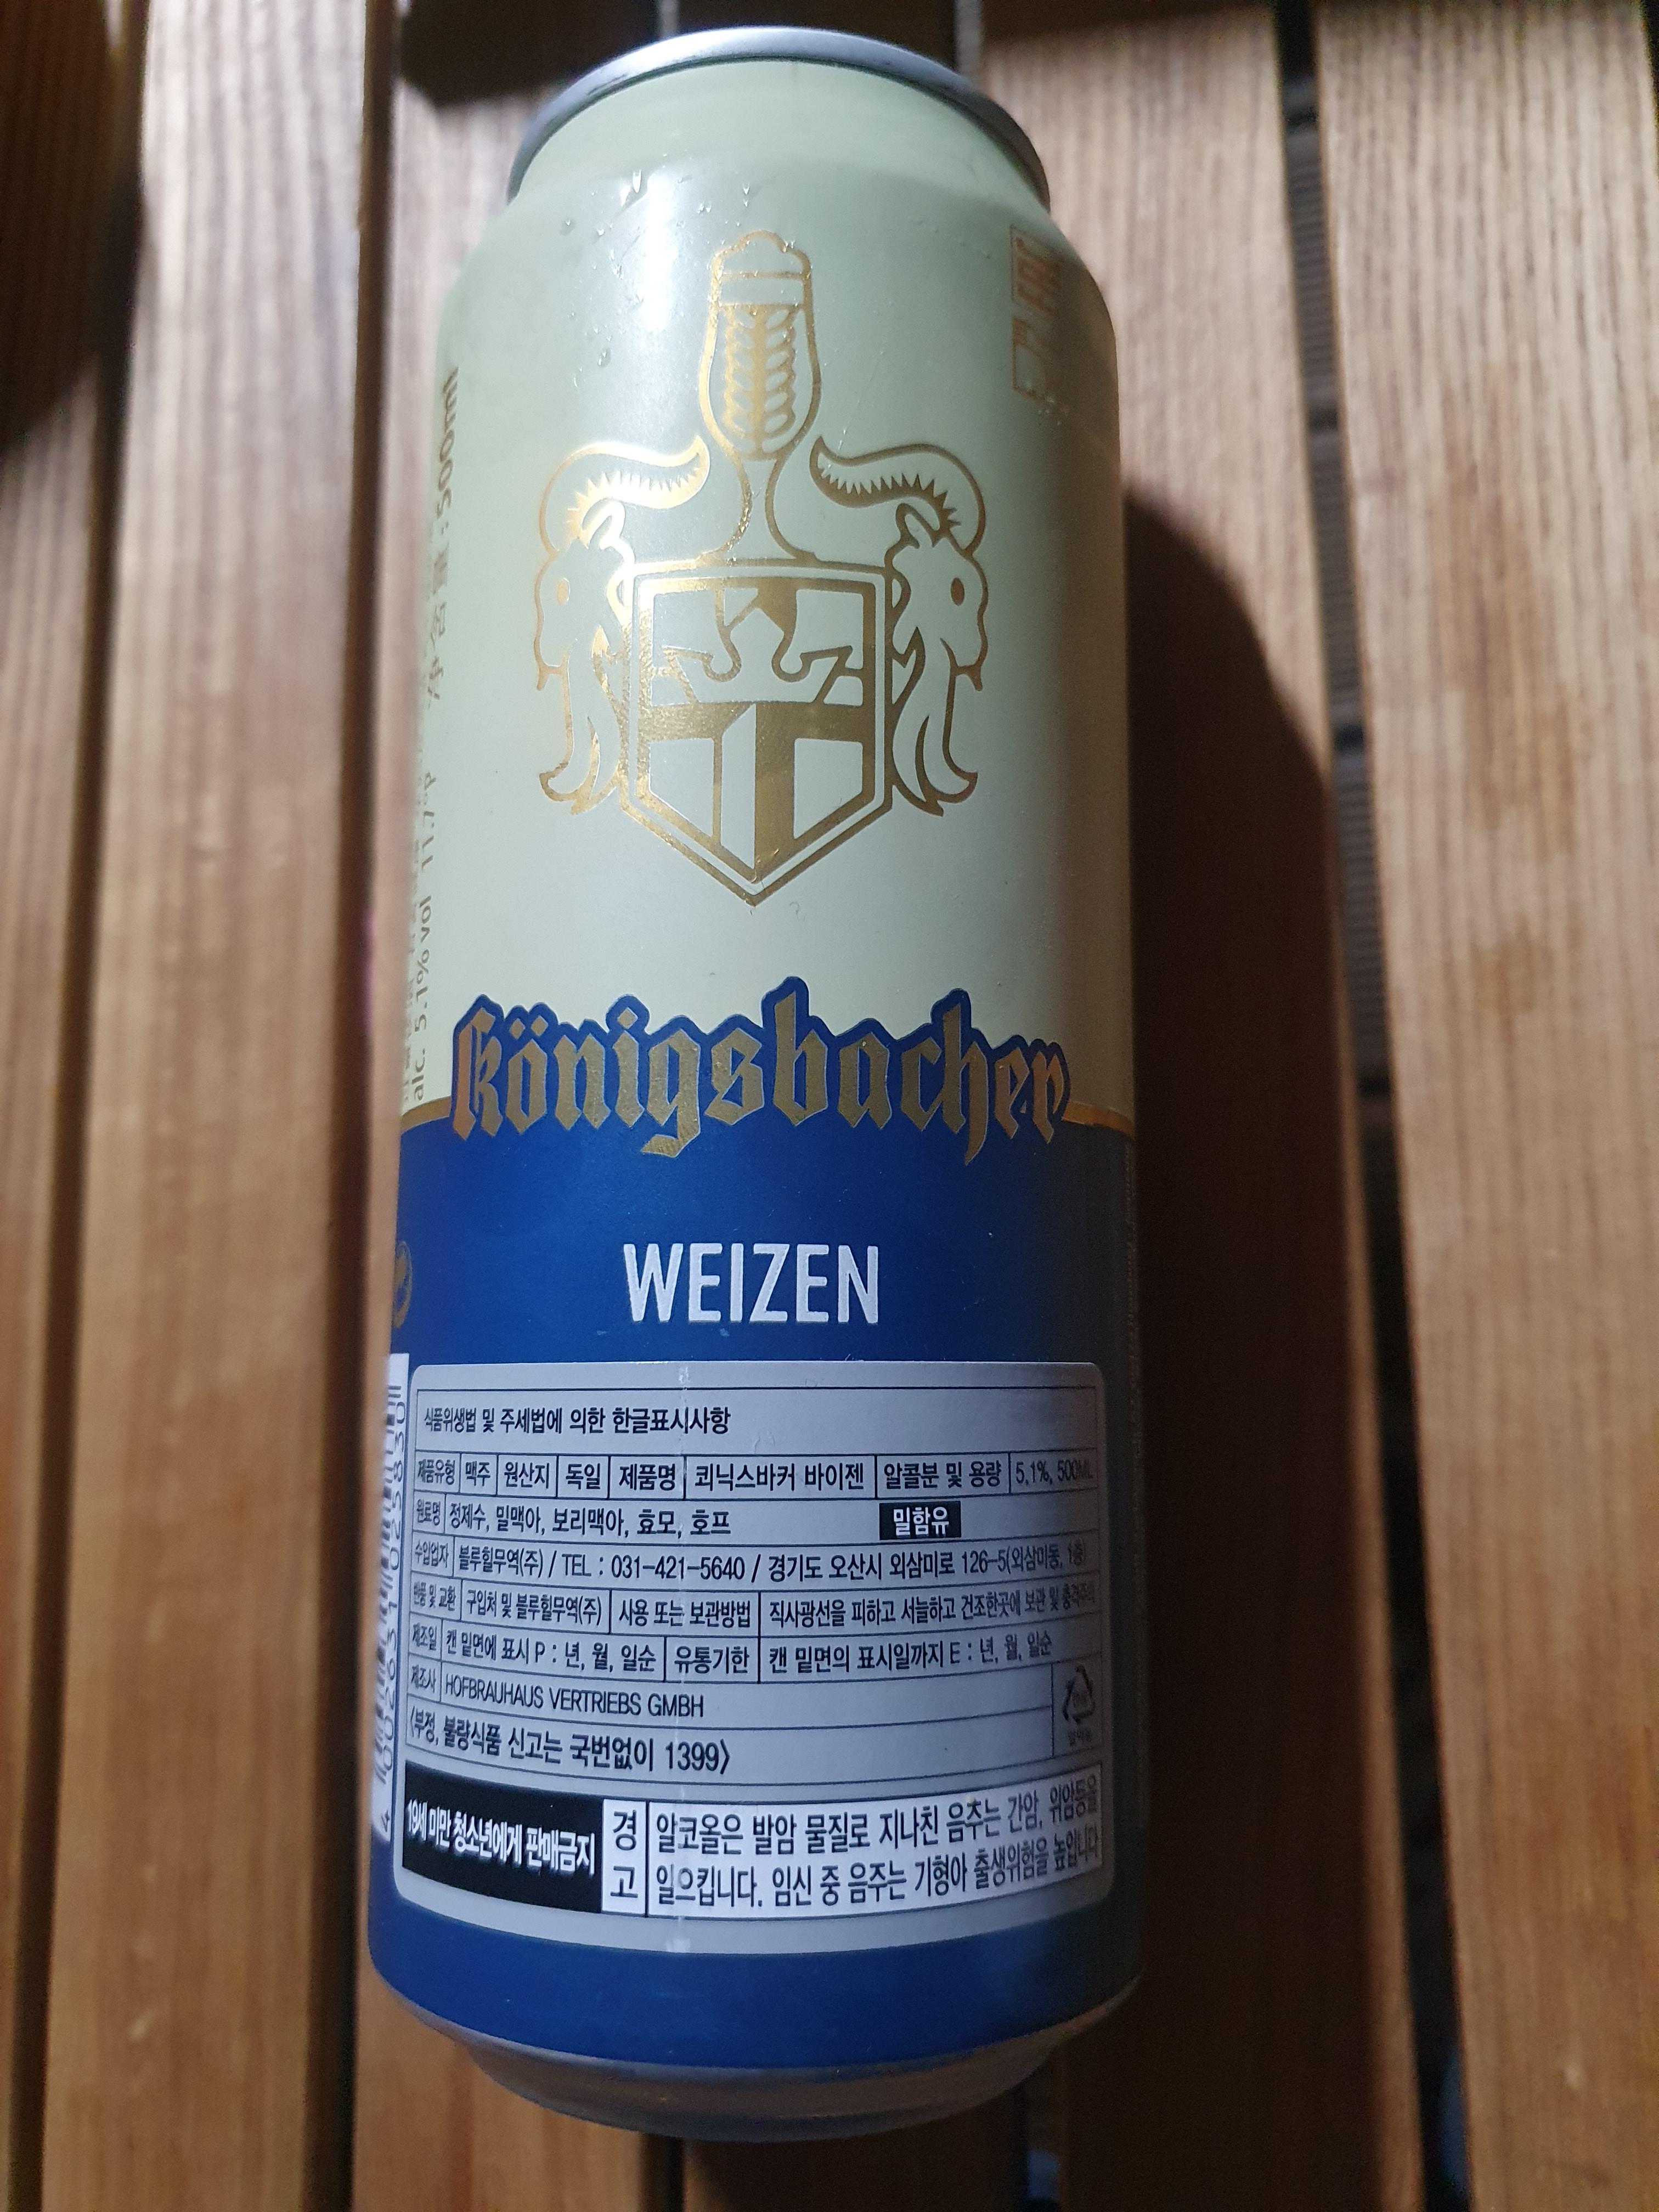 500ml
alc. 5.1% vol 11.7°P
Königsbacher
WEIZEN
식품위생법 및 주세법에 의한 한글표시사항
제품유형 맥주 원산지 독일 제품명 쾨닉스바커 바이젠 알콜분 및 용량 5.1%, 500ML
원료명 정제수, 밀맥아, 보리맥아, 효모, 호프 밀함유
수입업자 블루힐무역(주) / TEL : 031-421-5640 / 경기도 오산시 외삼미로 126-5(외삼미동, 1층)
반품 및 교환 구입처 및 블루힐무역(주) 사용 또는 보관방법 직사광선을 피하고 서늘하고 건조한곳에 보관 및 충격주의
제조일 캔 밑면에 표시 P : 년, 월, 일순 유통기한 캔 밑면의 표시일까지 E : 년, 월, 일순
제조사 HOFBRAUHAUS VERTRIEBS GMBH
〈부정, 불량식품 신고는 국번없이 1399〉
19세 미만 청소년에게 판매금지
경고
알코올은 발암 물질로 지나친 음주는 간암, 위암등을
일으킵니다. 임신 중 음주는 기형아 출생위험을 높입니다